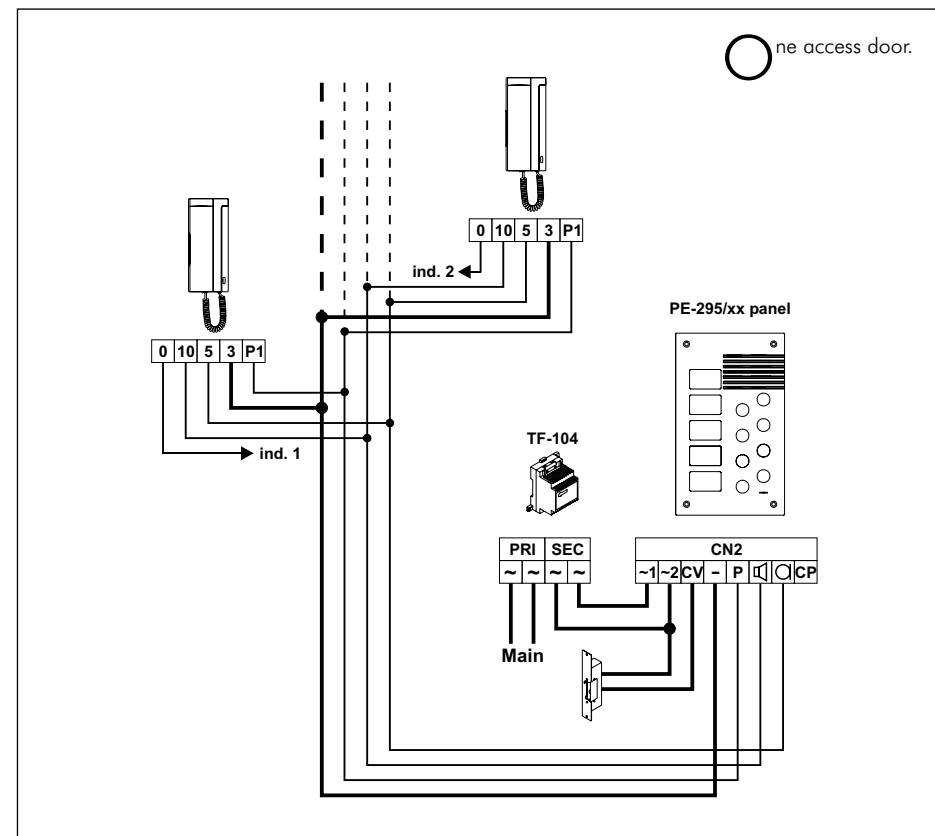 One access door.
0 10 5 3 P1
ind. 2
PE-295/xx panel
0 10 5 3 P1
ind. 1
TF-104
PRI SEC
~ ~ ~ ~
CN2
~1 ~2 CV – P CP
Main